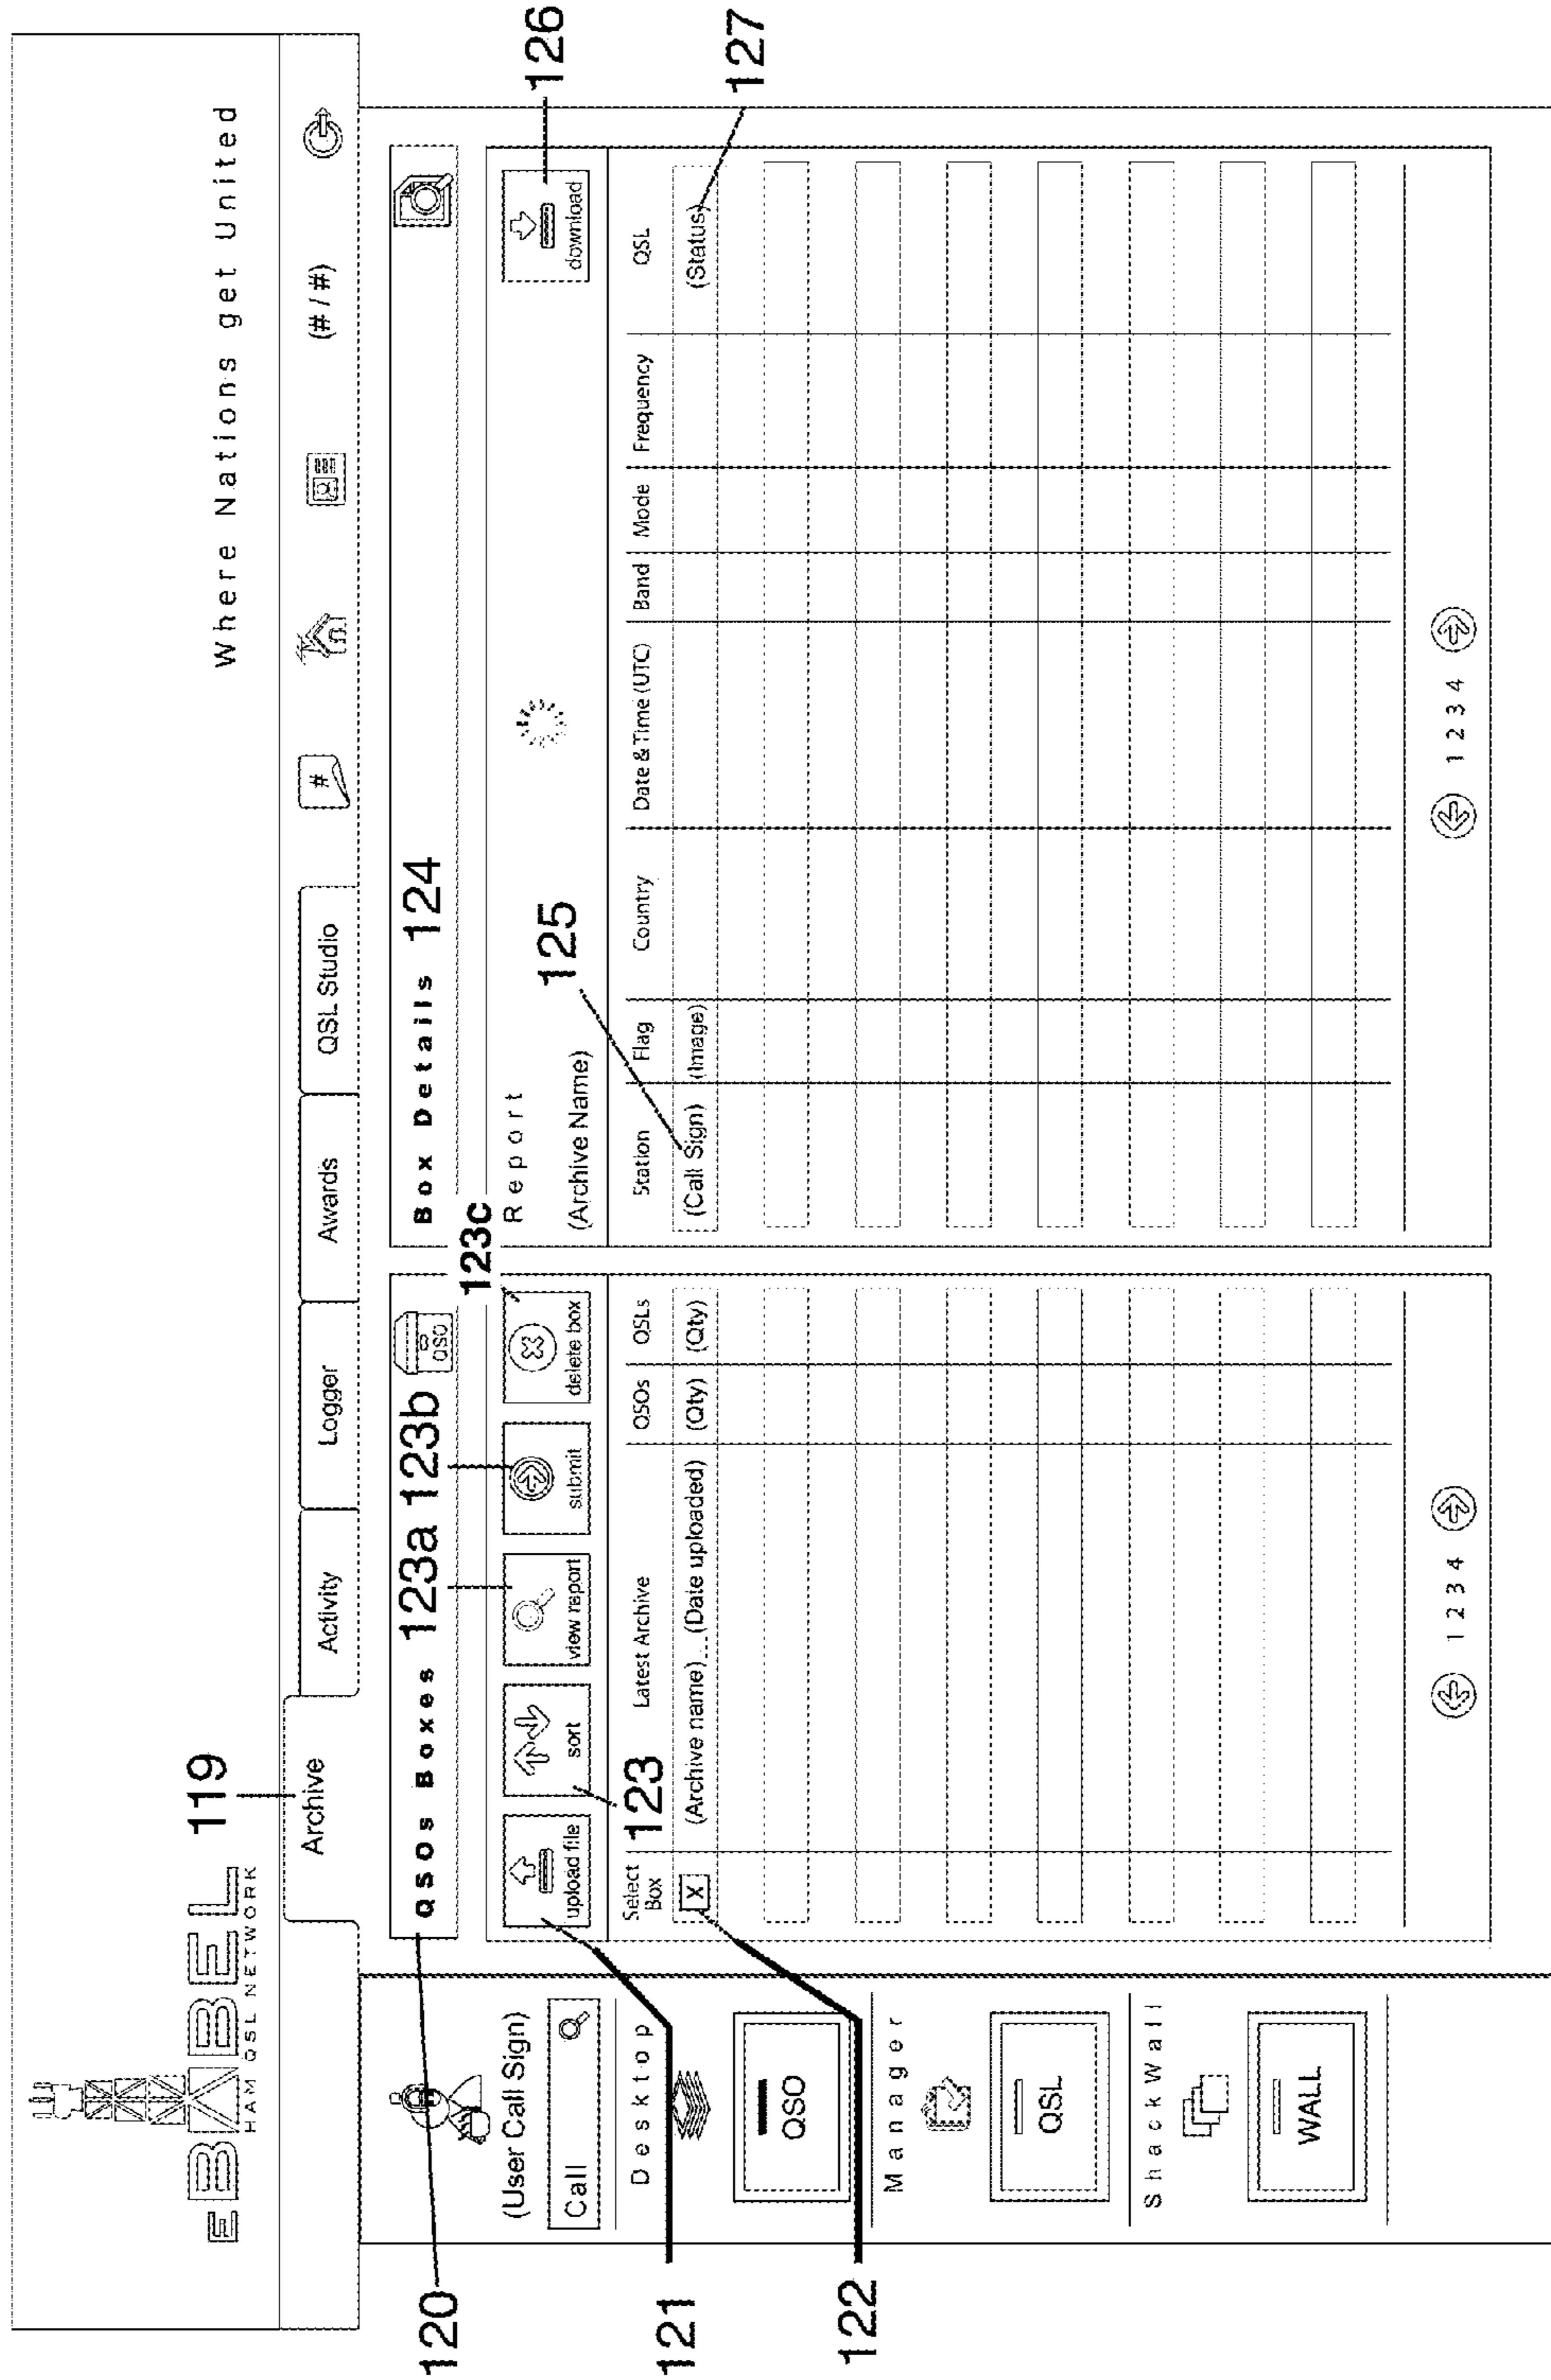 EBBBEL
HAM QSL NETWORK
Where Nations get United
119
Archive
Activity
Logger
Awards
QSL Studio
#
(# / #)
120
(User Call Sign)
Call
Desktop
QSO
Manager
QSL
ShackWall
WALL
121
122
QSOs Boxes 123a 123b
QSO
123c
upload file
sort
view report
submit
delete box
123
Select Box
Latest Archive
QSOs
QSLs
X
(Archive name) (Date uploaded)
(Qty)
(Qty)
1 2 3 4
Box Details 124
Report
(Archive Name)
125
download
126
Station
Flag
Country
Date & Time (UTC)
Band
Mode
Frequency
QSL
(Call Sign)
(Image)
(Status)
127
1 2 3 4